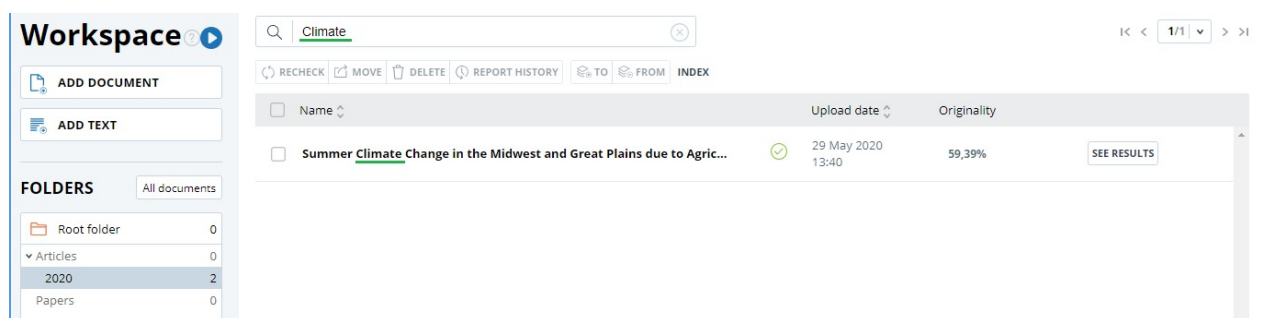 Workspace
ADD DOCUMENT
ADD TEXT
FOLDERS
All documents
Root folder 0
Articles 0
2020 2
Papers 0
Climate
1/1
RECHECK MOVE DELETE REPORT HISTORY TO FROM INDEX
Name Upload date Originality
Summer Climate Change in the Midwest and Great Plains due to Agric... 29 May 2020 59,39% SEE RESULTS
13:40